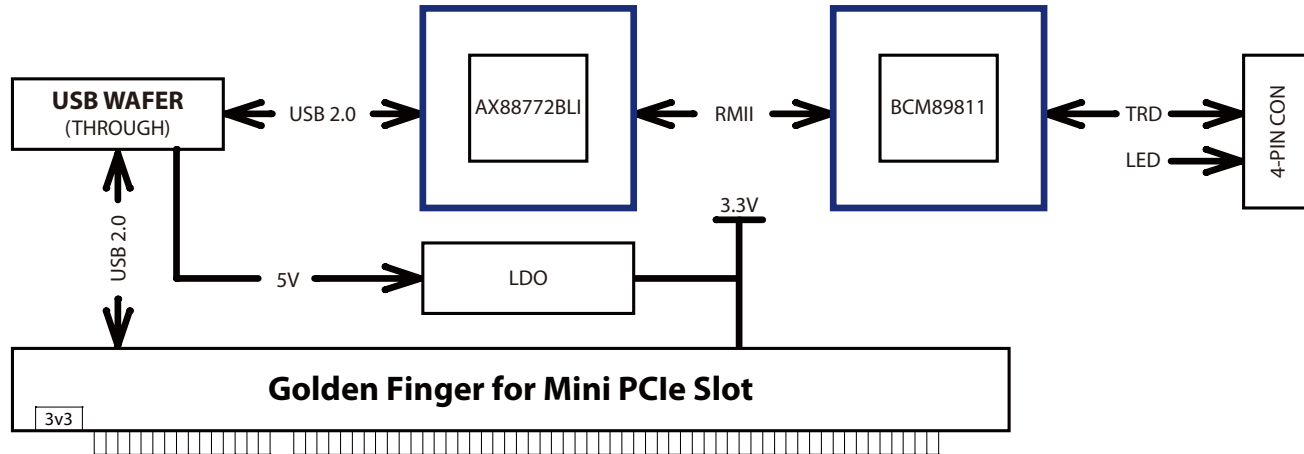 USB WAFER
(THROUGH)
USB 2.0
AX88772BLI
RMII
BCM89811
TRD
LED
4-PIN CON
USB 2.0
3.3V
5V
LDO
Golden Finger for Mini PCIe Slot
3v3